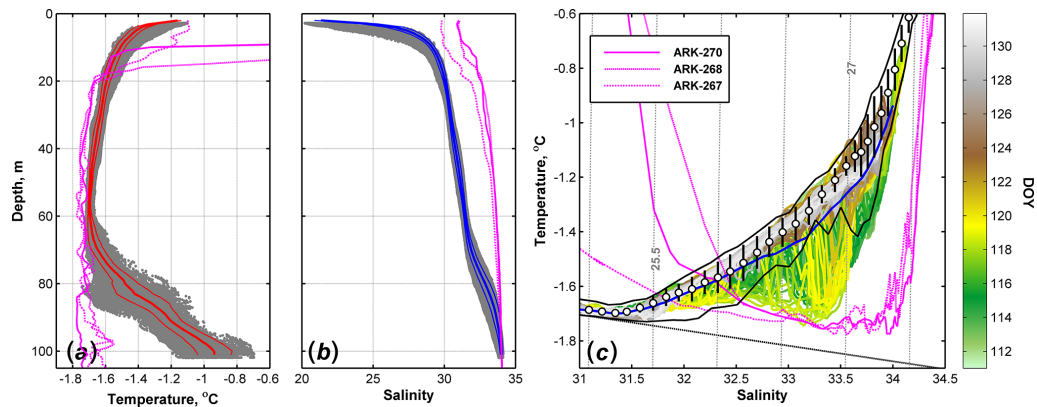 0
20
40
60
80
100
Depth, m
-1.8 -1.6 -1.4 -1.2 -1 -0.8 -0.6
Temperature, °C
(a)
20 25 30 35
Salinity
(b)
-0.6
-0.8
-1
-1.2
-1.4
-1.6
-1.8
Temperature, °C
ARK-270
ARK-268
ARK-267
27
25.5
(c)
31 31.5 32 32.5 33 33.5 34 34.5
Salinity
130
128
126
124
122
120
118
116
114
112
DOY